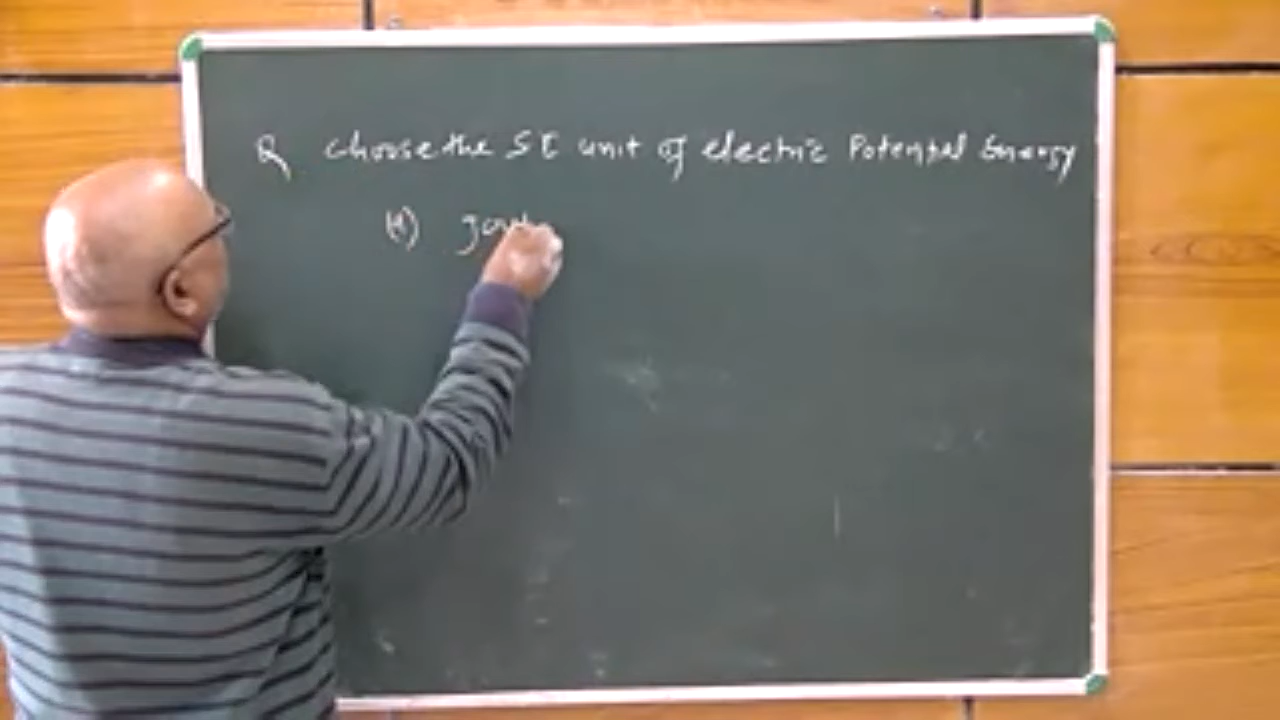 Q choose the SI unit of electric Potential Energy
(A)